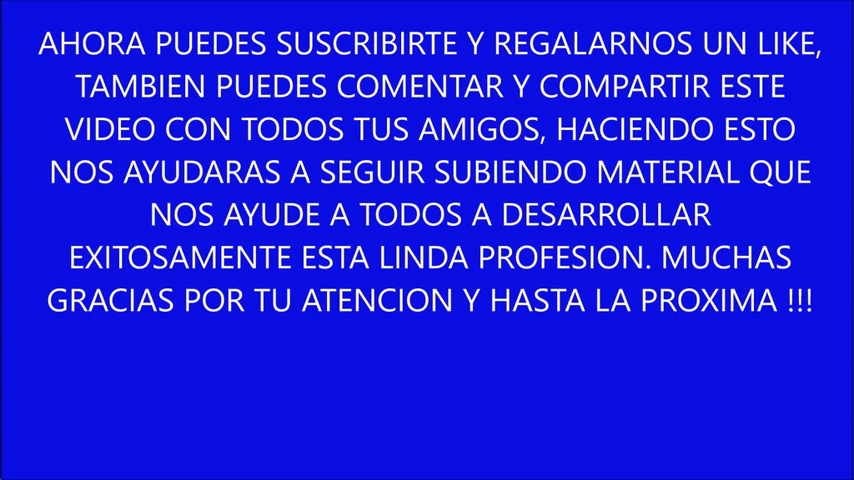 AHORA PUEDES SUSCRIBIRTE Y REGALARNOS UN LIKE,
TAMBIEN PUEDES COMENTAR Y COMPARTIR ESTE
VIDEO CON TODOS TUS AMIGOS, HACIENDO ESTO
NOS AYUDARAS A SEGUIR SUBIENDO MATERIAL QUE
NOS AYUDE A TODOS A DESARROLLAR
EXITOSAMENTE ESTA LINDA PROFESION. MUCHAS
GRACIAS POR TU ATENCION Y HASTA LA PROXIMA !!!